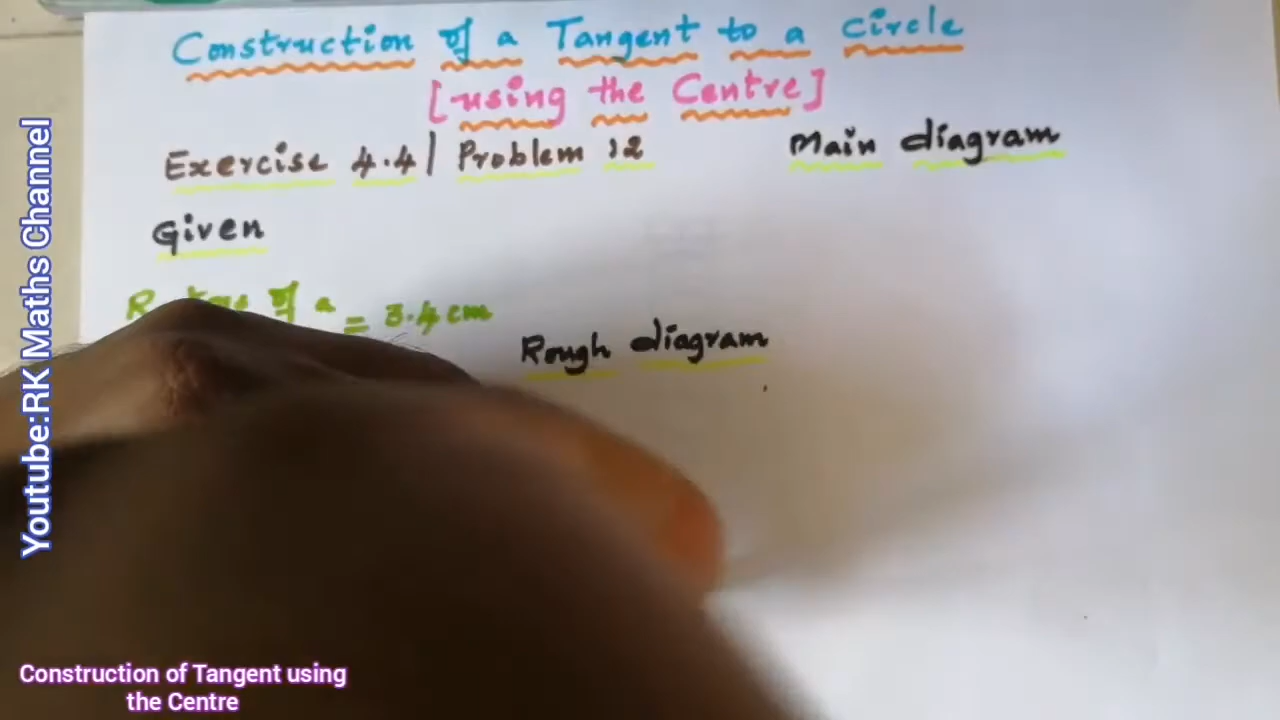 Construction of a Tangent to a Circle
[using the Centre]
Exercise 4.4| Problem 12
Main diagram
Given
of a = 3.4 cm
Rough diagram
Youtube:RK Maths Channel
Construction of Tangent using
the Centre